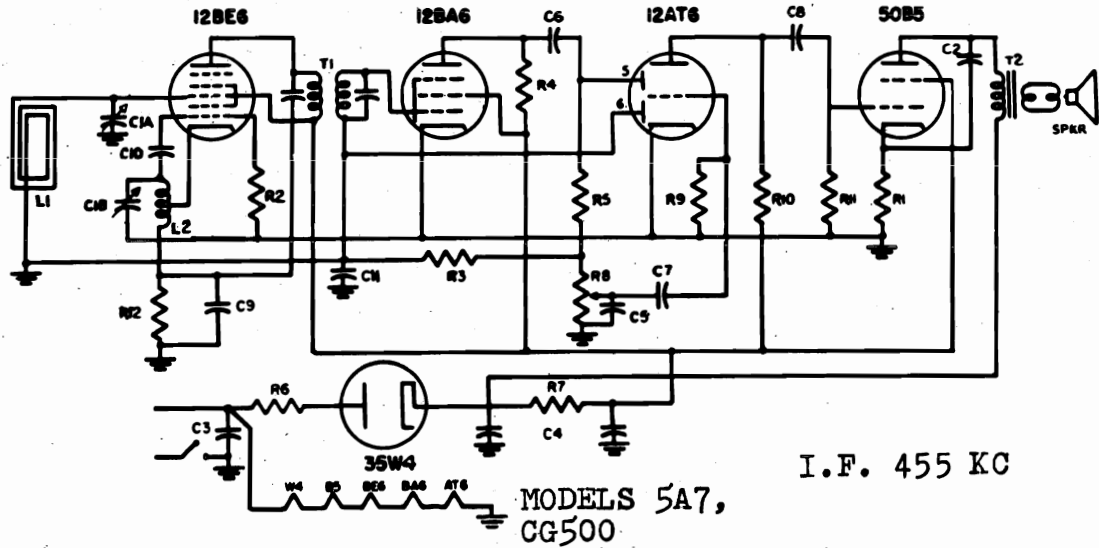 12BE6
12BA6
C6
12AT6
C8
50B5
C2
T2
T1
R4
5
6
C1A
SPKR
C10
L1
C1B
R2
R5
R9
R10
R11
R1
L2
C11
R3
R8
C7
R12
C9
C5
R6
R7
C3
C4
35W4
W4 B5 BE6 BA6 AT6
I.F. 455 KC
MODELS 5A7,
CG500